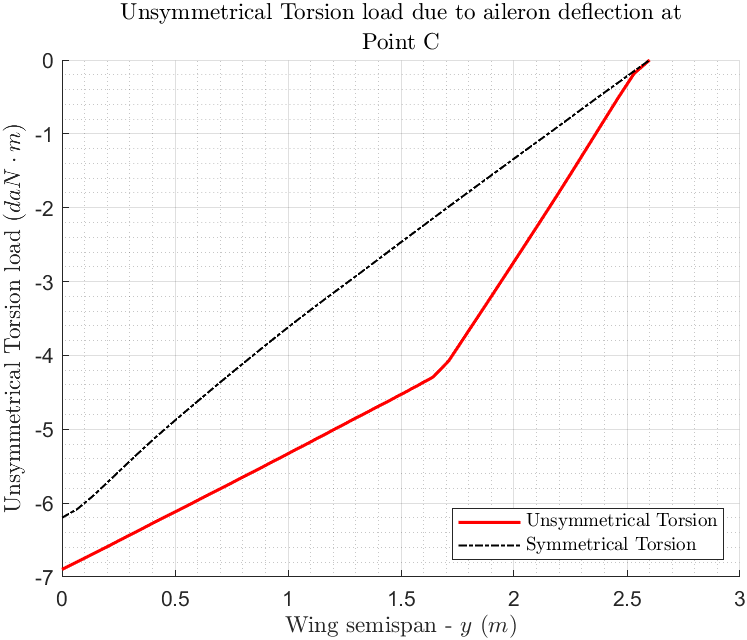 Unsymmetrical Torsion load due to aileron deflection at
Point C
Unsymmetrical Torsion load (daN · m)
0
-1
-2
-3
-4
-5
-6
-7
Unsymmetrical Torsion
Symmetrical Torsion
0
0.5
1
1.5
2
2.5
3
Wing semispan - y (m)